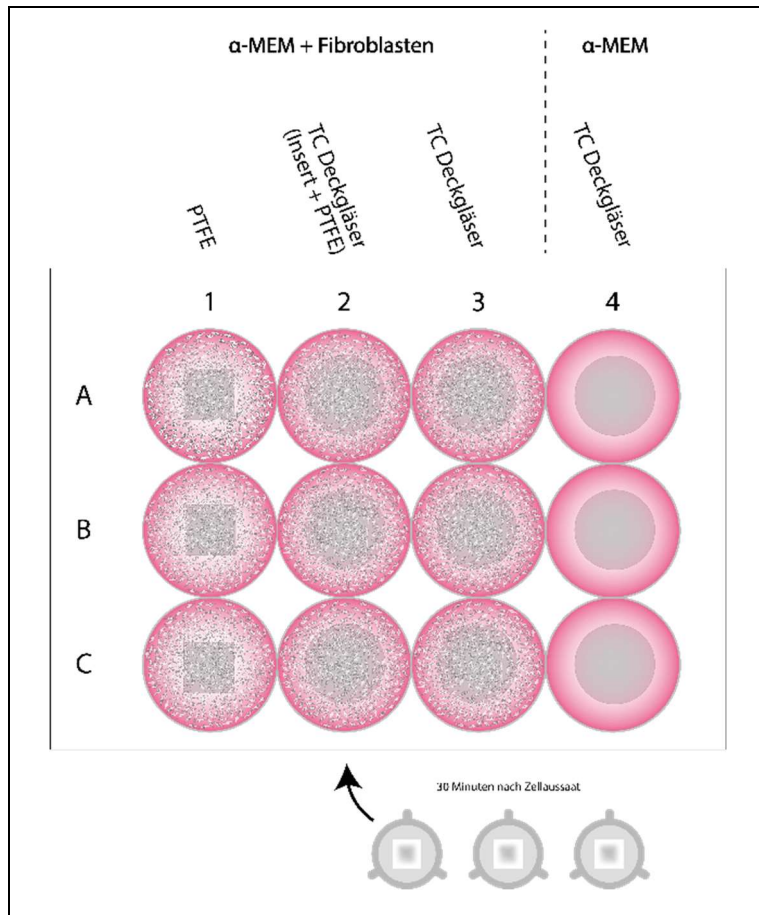 α-MEM + Fibroblasten
α-MEM
PTFE
TC Deckgläser
(Insert + PTFE)
TC Deckgläser
TC Deckgläser
1
2
3
4
A
B
C
30 Minuten nach Zellaussaat